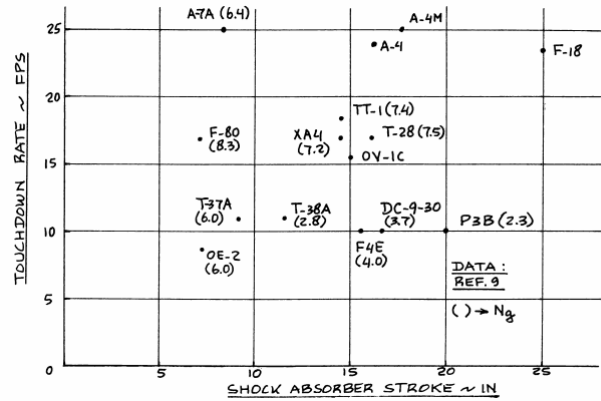 A-7A (6.4)
A-4M
A-4
F-18
TT-1 (7.4)
F-80
(8.3)
XA4
(7.2)
T-28 (7.5)
OV-1C
T-37A
(6.0)
T-38A
(2.8)
DC-9-30
(3.7)
P3B (2.3)
OE-2
(6.0)
F4E
(4.0)
DATA:
REF. 9
( ) → Ng
TOUCHDOWN RATE ~ FPS
25
20
15
10
5
0
5
10
15
20
25
SHOCK ABSORBER STROKE ~ IN